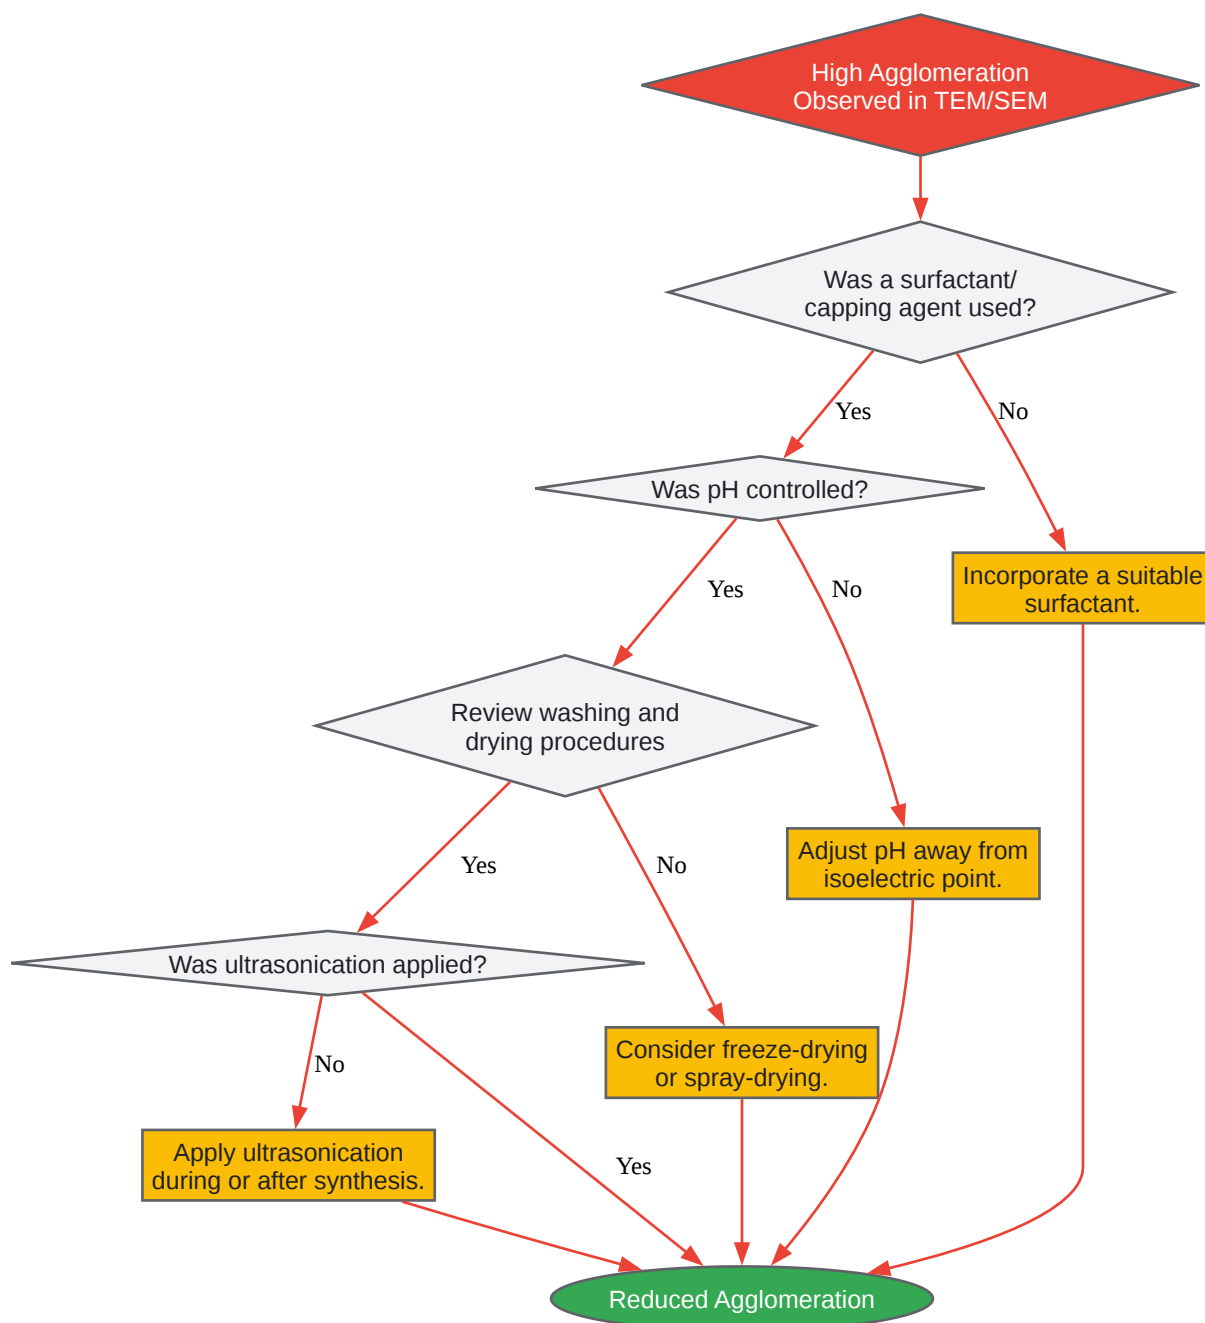 High Agglomeration
Observed in TEM/SEM
Was a surfactant/
capping agent used?
Yes
No
Was pH controlled?
Incorporate a suitable
surfactant.
Yes
No
Review washing and
drying procedures
Adjust pH away from
isoelectric point.
Yes
No
Was ultrasonication applied?
Consider freeze-drying
or spray-drying.
No
Apply ultrasonication
during or after synthesis.
Yes
Reduced Agglomeration